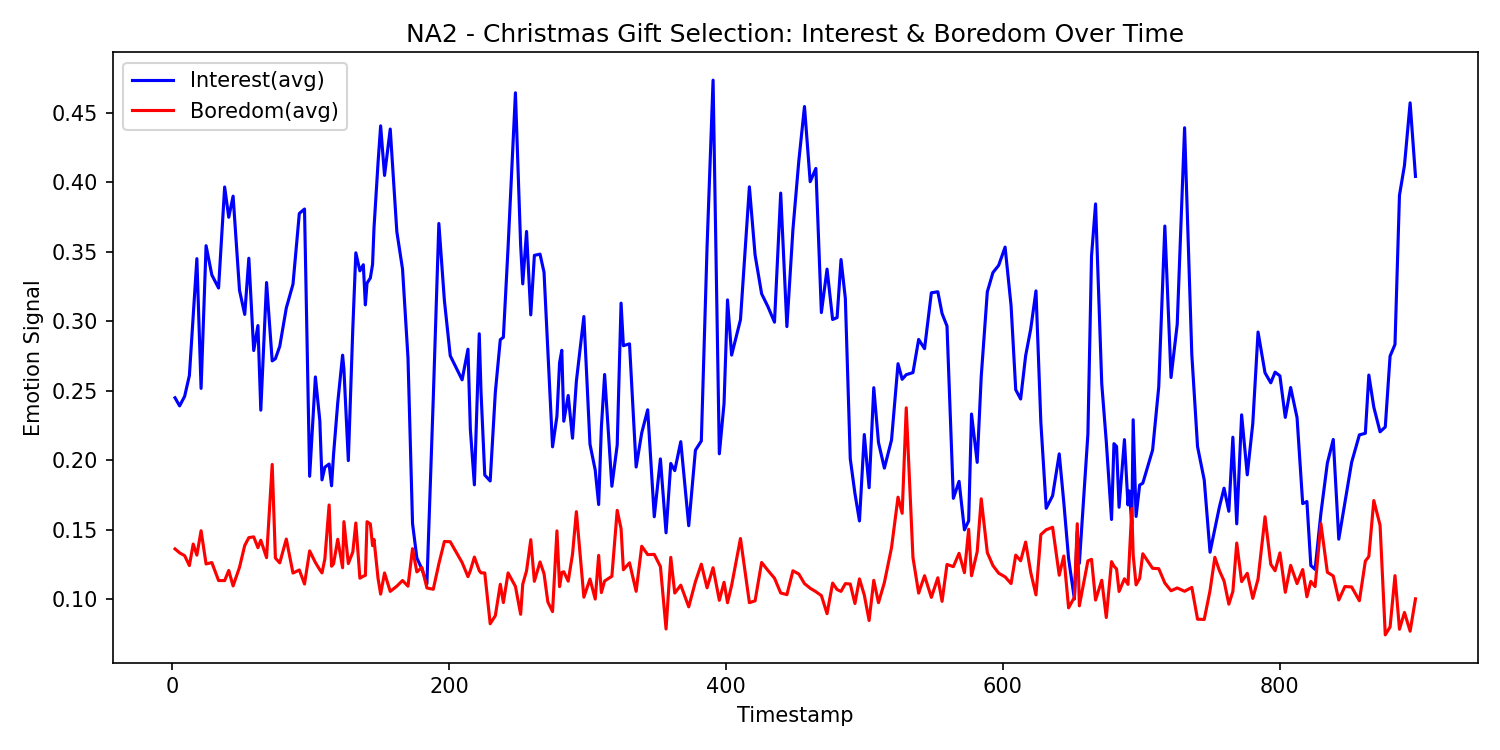 NA2 - Christmas Gift Selection: Interest & Boredom Over Time
Interest(avg)
Boredom(avg)
Emotion Signal
0.45
0.40
0.35
0.30
0.25
0.20
0.15
0.10
0 200 400 600 800
Timestamp